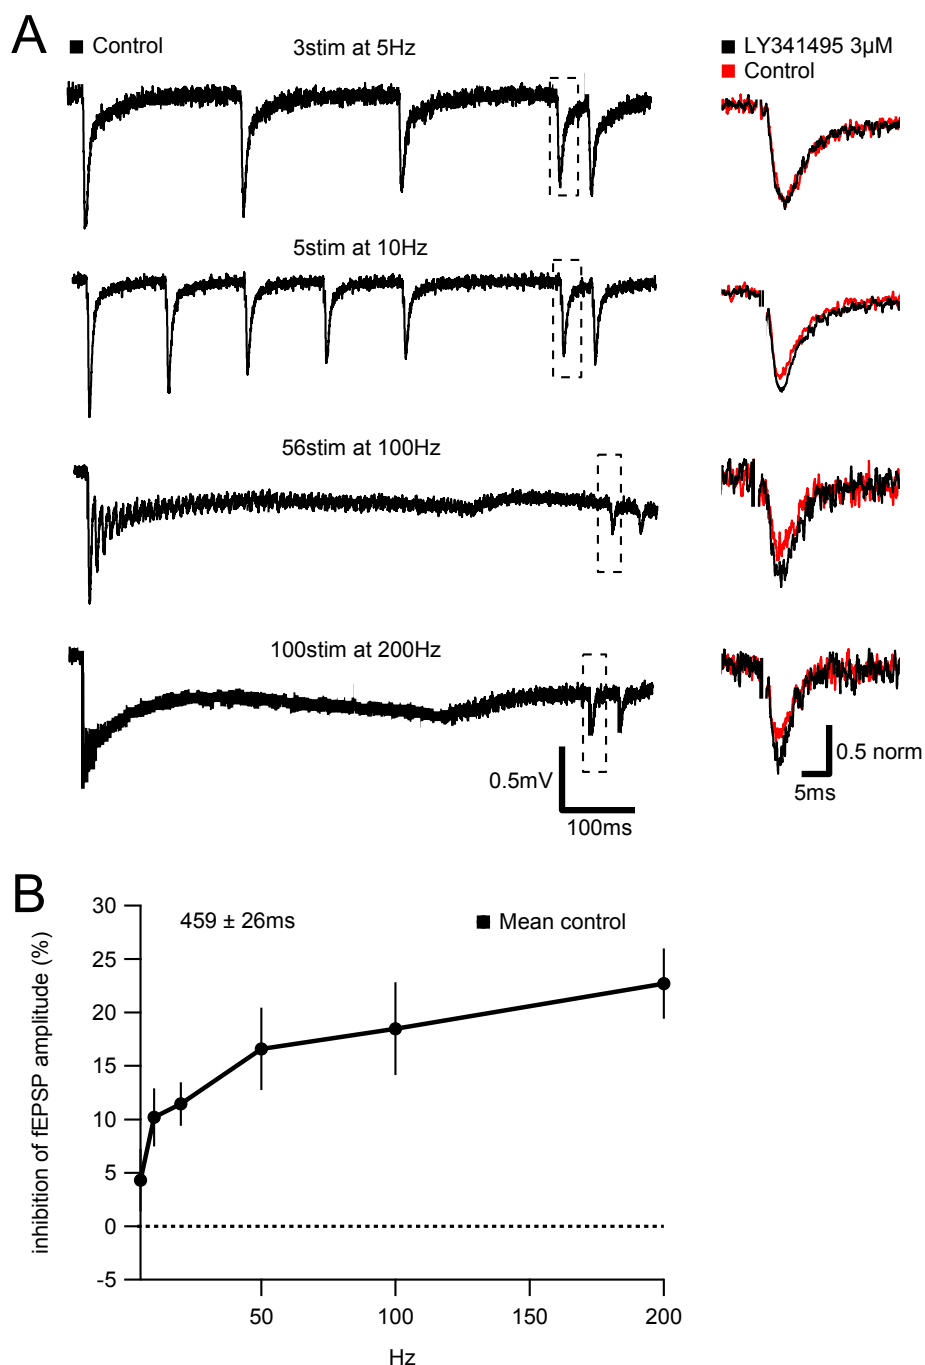 A
Control
3stim at 5Hz
LY341495 3µM
Control
5stim at 10Hz
56stim at 100Hz
100stim at 200Hz
0.5mV
100ms
0.5 norm
5ms
B
459 ± 26ms
Mean control
inhibition of fEPSP amplitude (%)
30
25
20
15
10
5
0
-5
50
100
150
200
Hz